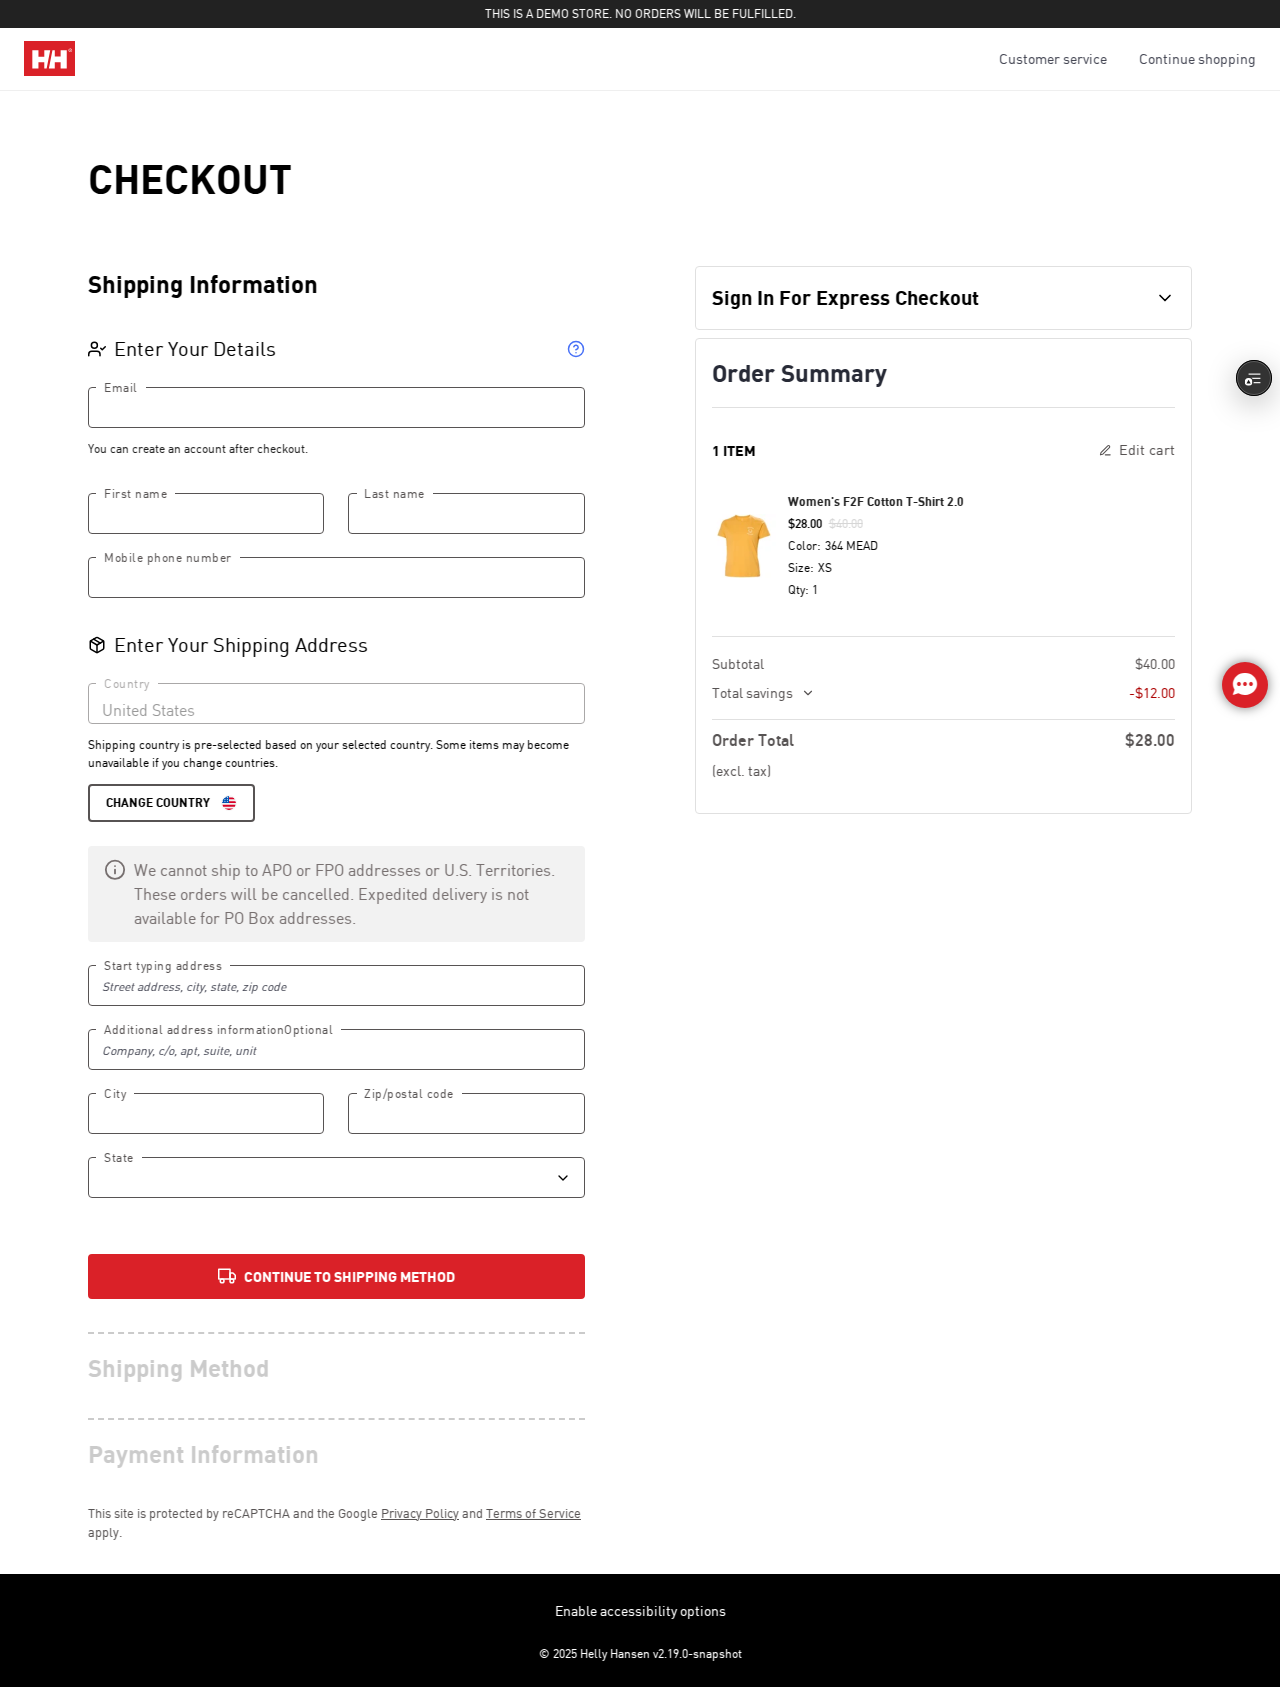 THIS IS A DEMO STORE. NO ORDERS WILL BE FULFILLED.
HH
Customer service
Continue shopping
CHECKOUT
Shipping Information
Enter Your Details
Email
You can create an account after checkout.
First name
Last name
Mobile phone number
Enter Your Shipping Address
Country
United States
Shipping country is pre-selected based on your selected country. Some items may become
unavailable if you change countries.
CHANGE COUNTRY
We cannot ship to APO or FPO addresses or U.S. Territories.
These orders will be cancelled. Expedited delivery is not
available for PO Box addresses.
Start typing address
Street address, city, state, zip code
Additional address informationOptional
Company, c/o, apt, suite, unit
City
Zip/postal code
State
CONTINUE TO SHIPPING METHOD
Shipping Method
Payment Information
This site is protected by reCAPTCHA and the Google Privacy Policy and Terms of Service
apply.
Sign In For Express Checkout
Order Summary
1 ITEM
Edit cart
Women's F2F Cotton T-Shirt 2.0
$28.00 $40.00
Color: 364 MEAD
Size: XS
Qty: 1
Subtotal $40.00
Total savings -$12.00
Order Total $28.00
(excl. tax)
Enable accessibility options
© 2025 Helly Hansen v2.19.0-snapshot